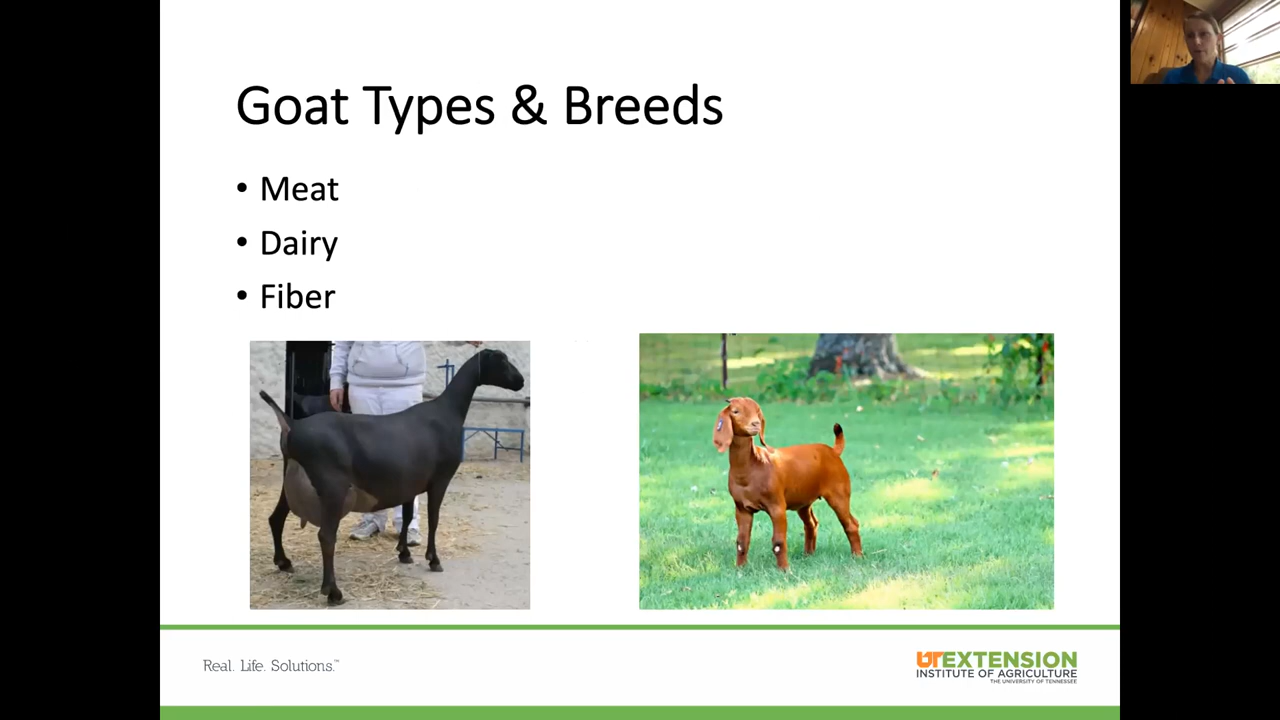 Goat Types & Breeds
• Meat
• Dairy
• Fiber
Real. Life. Solutions.™
UTEXTENSION
INSTITUTE OF AGRICULTURE
THE UNIVERSITY OF TENNESSEE